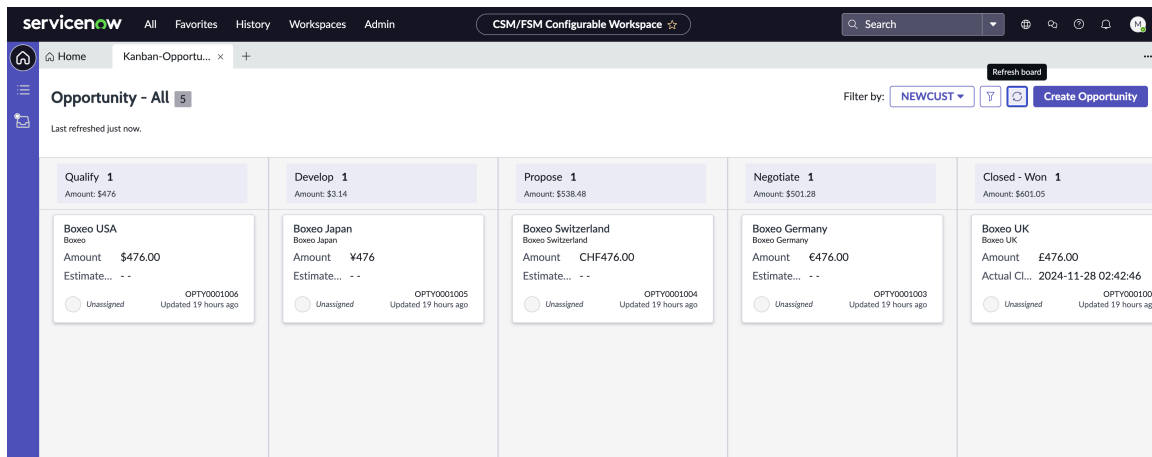 servicenow All Favorites History Workspaces Admin CSM/FSM Configurable Workspace Search M
Home Kanban-Opportu... × +
Refresh board
Opportunity - All 5 Filter by: NEWCUST Create Opportunity
Last refreshed just now.
Qualify 1
Amount: $476
Boxeo USA
Boxeo
Amount $476.00
Estimate... - -
OPTY0001006
Unassigned Updated 19 hours ago
Develop 1
Amount: $3.14
Boxeo Japan
Boxeo Japan
Amount ¥476
Estimate... - -
OPTY0001005
Unassigned Updated 19 hours ago
Propose 1
Amount: $538.48
Boxeo Switzerland
Boxeo Switzerland
Amount CHF476.00
Estimate... - -
OPTY0001004
Unassigned Updated 19 hours ago
Negotiate 1
Amount: $501.28
Boxeo Germany
Boxeo Germany
Amount €476.00
Estimate... - -
OPTY0001003
Unassigned Updated 19 hours ago
Closed - Won 1
Amount: $601.05
Boxeo UK
Boxeo UK
Amount £476.00
Actual Cl... 2024-11-28 02:42:46
OPTY000100
Unassigned Updated 19 hours ag